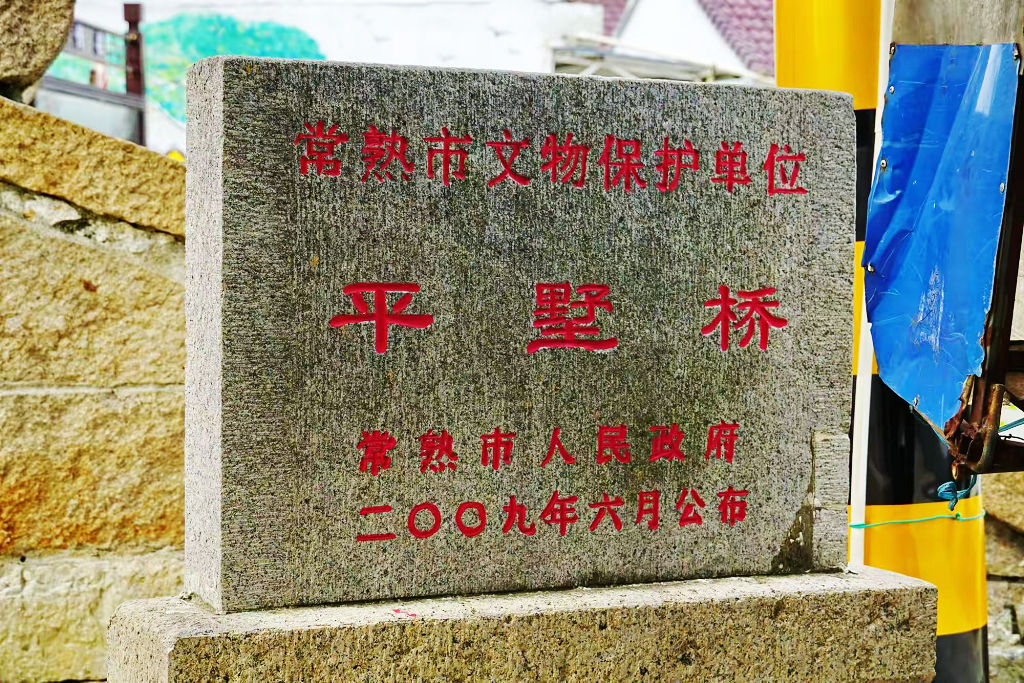 常熟市文物保护单位
平墅桥
常熟市人民政府
二〇〇九年六月公布